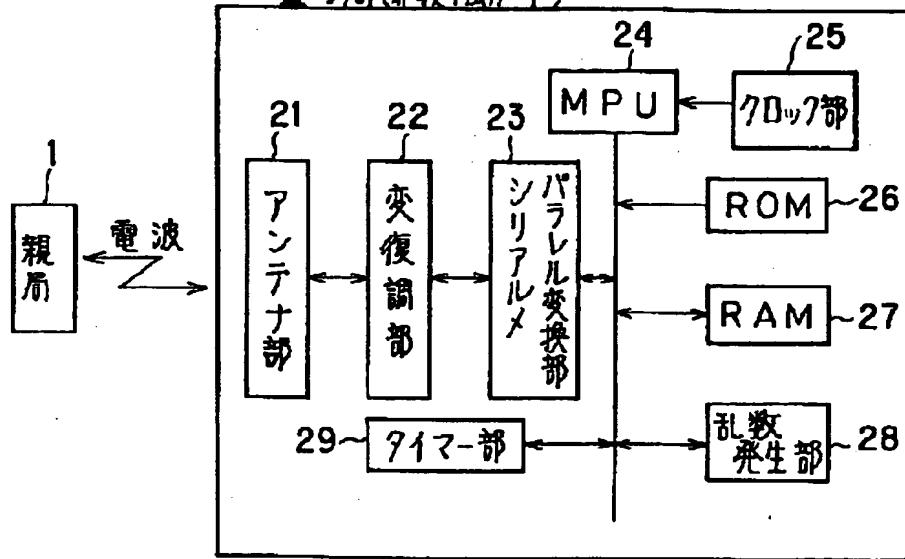 24
25
MPU
クロック部
21
22
23
1
アンテナ部
変復調部
シリアル/
パラレル変換部
ROM
26
親局
電波
RAM
27
29
タイマー部
乱数
発生部
28